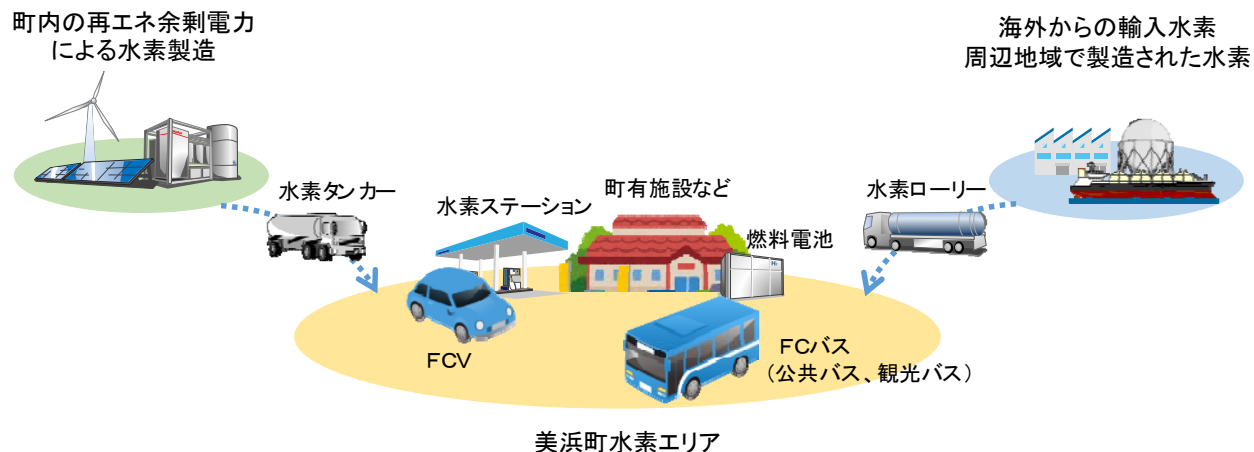 町内の再エネ余剰電力
による水素製造
海外からの輸入水素
周辺地域で製造された水素
水素タンカー
水素ステーション
町有施設など
水素ローリー
燃料電池
FCV
FCバス
(公共バス、観光バス)
美浜町水素エリア